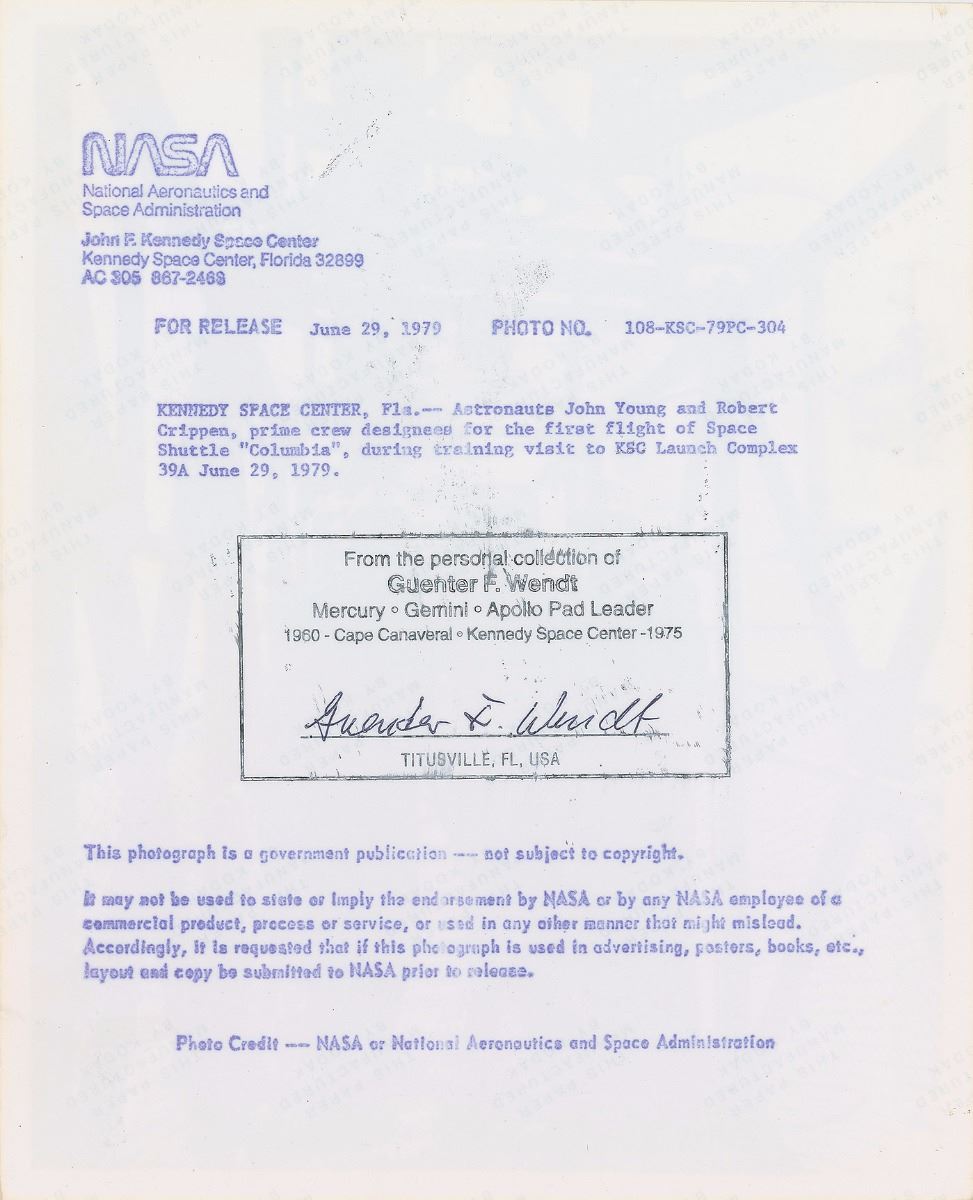 NASA
National Aeronautics and
Space Administration
John F. Kennedy Space Center
Kennedy Space Center, Florida 32899
AC 305 867-2468
FOR RELEASE June 29, 1979 PHOTO NO. 108-KSC-79PC-304
KENNEDY SPACE CENTER, Fla.-- Astronauts John Young and Robert
Crippen, prime crew designees for the first flight of Space
Shuttle "Columbia", during training visit to KSC Launch Complex
39A June 29, 1979.
From the personal collection of
Guenter F. Wendt
Mercury ∘ Gemini ∘ Apollo Pad Leader
1960 - Cape Canaveral ∘ Kennedy Space Center -1975
Guenter F. Wendt
TITUSVILLE, FL, USA
This photograph is a government publication -- not subject to copyright.
It may not be used to state or imply the endorsement by NASA or by any NASA employee of a
commercial product, process or service, or used in any other manner that might mislead.
Accordingly, it is requested that if this photograph is used in advertising, posters, books, etc.,
layout and copy be submitted to NASA prior to release.
Photo Credit -- NASA or National Aeronautics and Space Administration
THIS PAPER
MANUFACTURED
BY KODAK